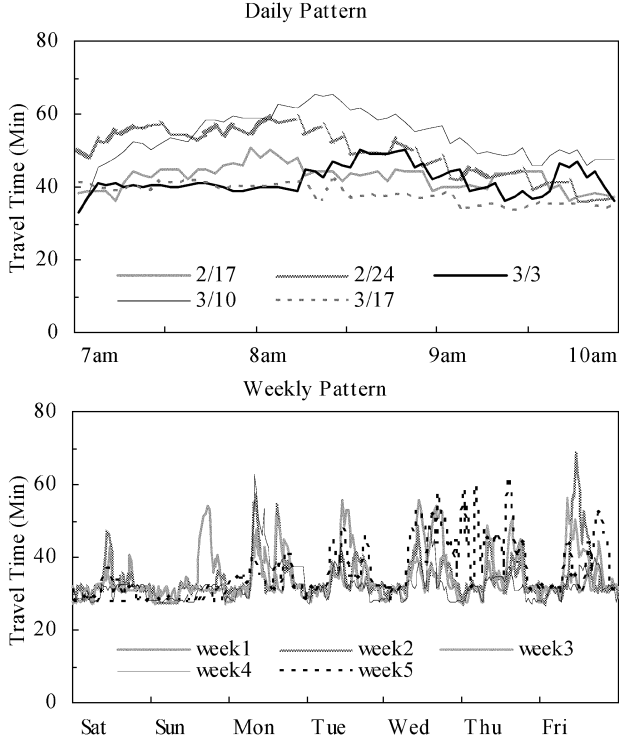 Daily Pattern
80
60
40
20
0
Travel Time (Min)
2/17 2/24 3/3
3/10 3/17
7am 8am 9am 10am
Weekly Pattern
80
60
40
20
0
Travel Time (Min)
week1 week2 week3
week4 week5
Sat Sun Mon Tue Wed Thu Fri